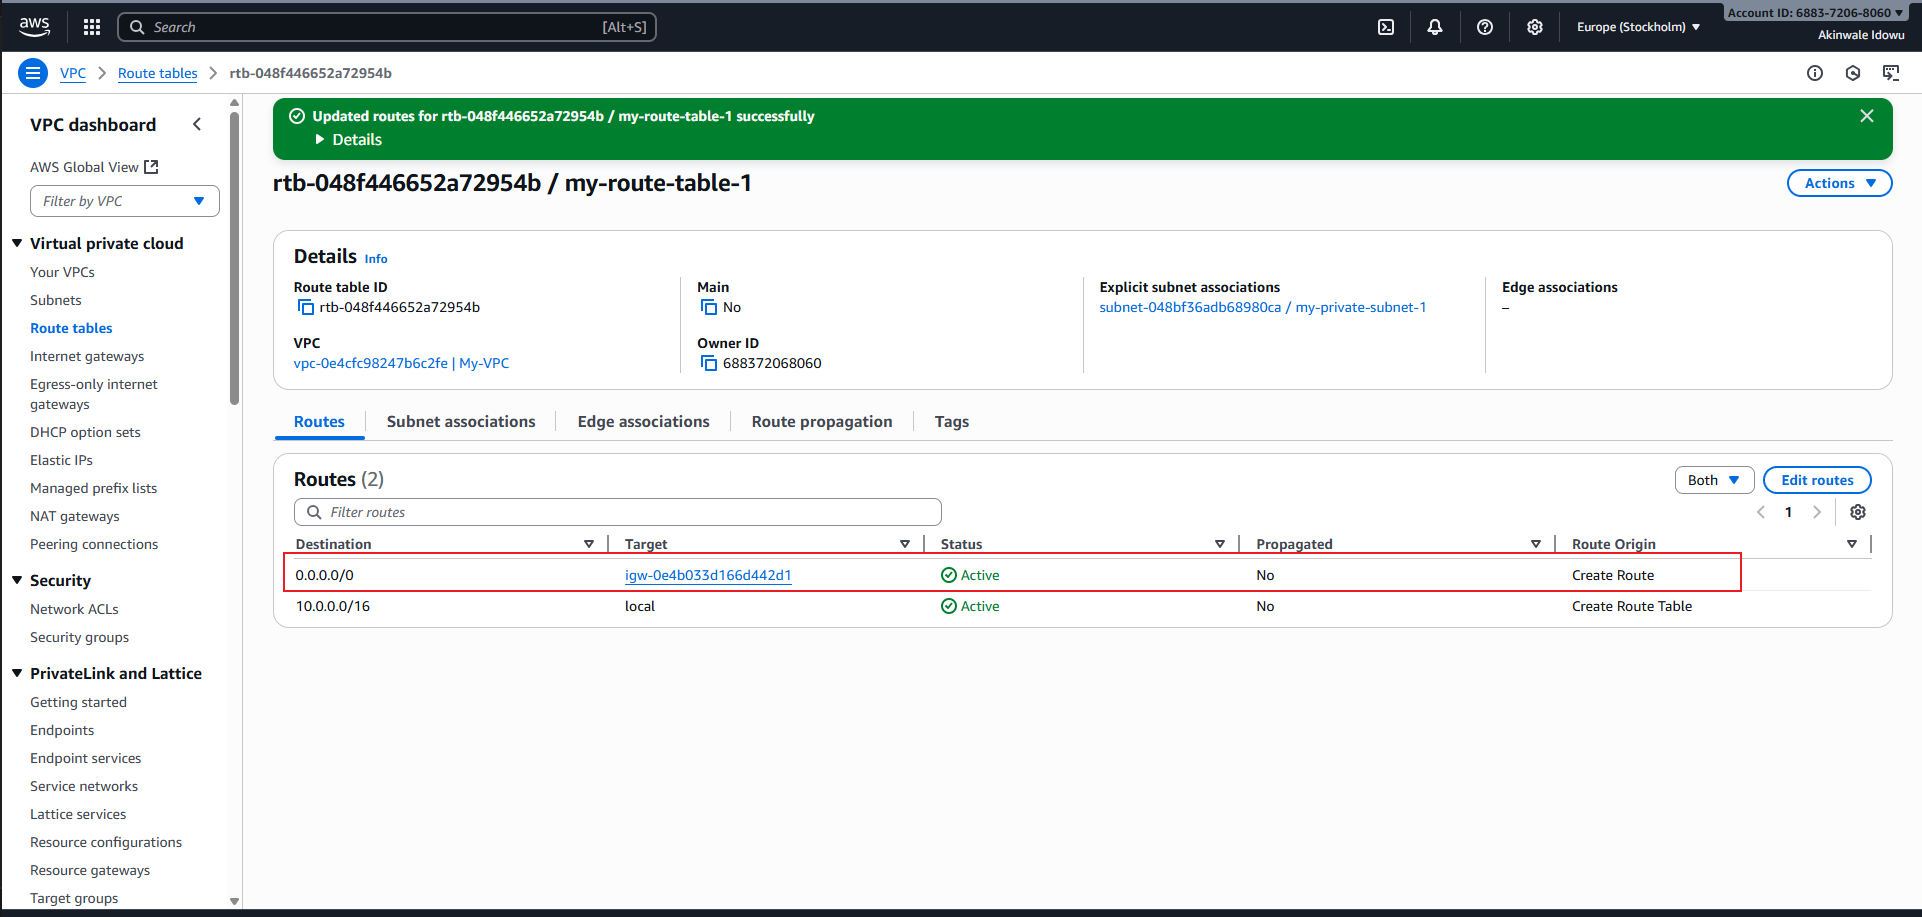 aws
Search [Alt+S]
Europe (Stockholm)
Account ID: 6883-7206-8060
Akinwale Idowu
VPC Route tables rtb-048f446652a72954b
VPC dashboard
AWS Global View
Filter by VPC
Virtual private cloud
Your VPCs
Subnets
Route tables
Internet gateways
Egress-only internet
gateways
DHCP option sets
Elastic IPs
Managed prefix lists
NAT gateways
Peering connections
Security
Network ACLs
Security groups
PrivateLink and Lattice
Getting started
Endpoints
Endpoint services
Service networks
Lattice services
Resource configurations
Resource gateways
Target groups
Updated routes for rtb-048f446652a72954b / my-route-table-1 successfully
Details
rtb-048f446652a72954b / my-route-table-1
Actions
Details Info
Route table ID
rtb-048f446652a72954b
VPC
vpc-0e4cfc98247b6c2fe | My-VPC
Main
No
Owner ID
688372068060
Explicit subnet associations
subnet-048bf36adb68980ca / my-private-subnet-1
Edge associations
–
Routes Subnet associations Edge associations Route propagation Tags
Routes (2)
Both Edit routes
Filter routes
1
Destination Target Status Propagated Route Origin
0.0.0.0/0 igw-0e4b033d166d442d1 Active No Create Route
10.0.0.0/16 local Active No Create Route Table